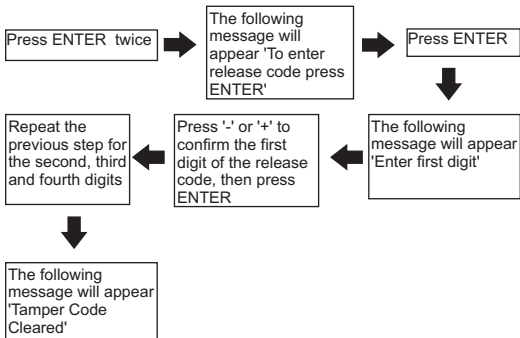 Press ENTER twice
The following
message will
appear 'To enter
release code press
ENTER'
Press ENTER
The following
message will appear
'Enter first digit'
Press '-' or '+' to
confirm the first
digit of the release
code, then press
ENTER
Repeat the
previous step for
the second, third
and fourth digits
The following
message will appear
'Tamper Code
Cleared'